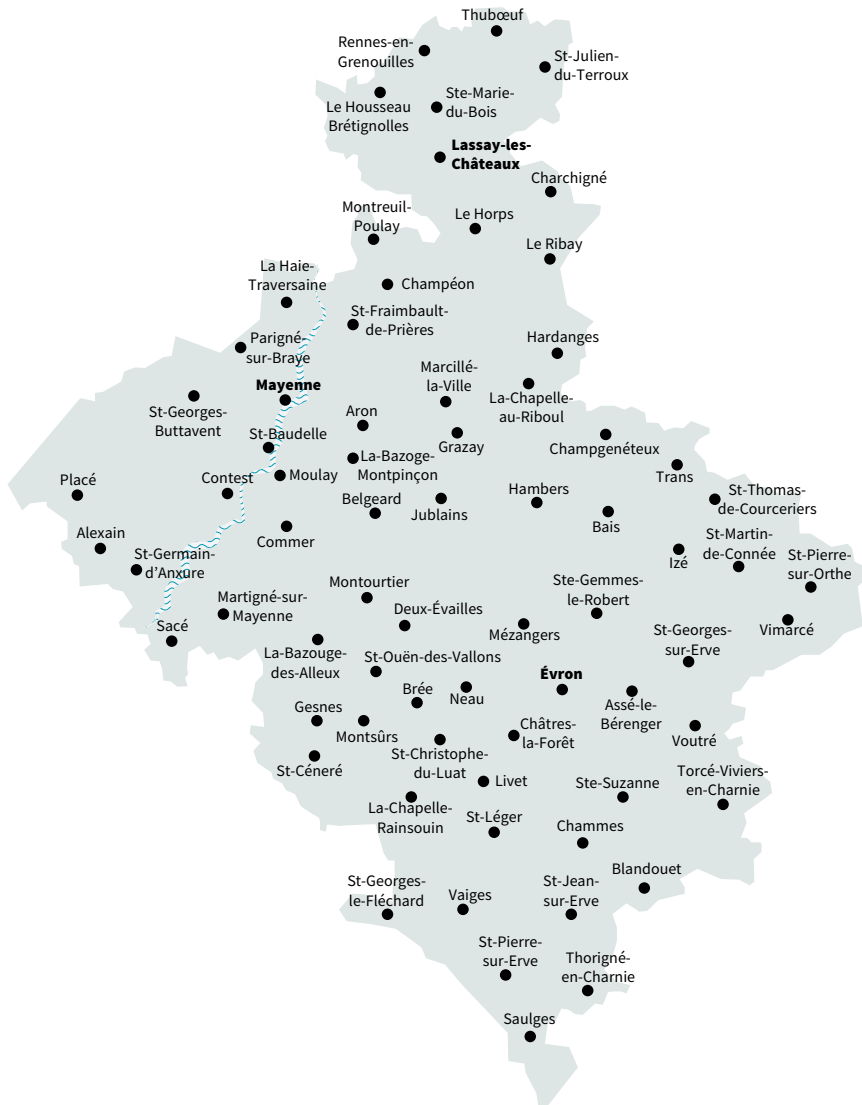 Thubœuf
Rennes-en-
Grenouilles
St-Julien-
du-Terroux
Le Housseau
Brétignolles
Ste-Marie-
du-Bois
Lassay-les-
Châteaux
Charchigné
Montreuil-
Poulay
Le Horps
Le Ribay
La Haie-
Traversaine
Champéon
St-Fraimbault-
de-Prières
Parigné-
sur-Braye
Hardanges
Marcillé-
la-Ville
Mayenne
La-Chapelle-
au-Riboul
St-Georges-
Buttavent
Aron
St-Baudelle
Grazay
Champgenéteux
La-Bazoge-
Montpinçon
Placé
Contest
Moulay
Trans
Belgeard
Jublains
Hambers
St-Thomas-
de-Courceriers
Bais
Alexain
Commer
St-Martin-
de-Connée
Izé
St-Germain-
d’Anxure
St-Pierre-
sur-Orthe
Montourtier
Ste-Gemmes-
le-Robert
Martigné-sur-
Mayenne
Deux-Évailles
Sacé
Mézangers
Vimarcé
St-Georges-
sur-Erve
La-Bazouge-
des-Alleux
St-Ouën-des-Vallons
Évron
Brée
Neau
Assé-le-
Bérenger
Gesnes
Montsûrs
Châtres-
la-Forêt
Voutré
St-Christophe-
du-Luat
St-Céneré
Livet
Ste-Suzanne
Torcé-Viviers-
en-Charnie
La-Chapelle-
Rainsouin
St-Léger
Chammes
Blandouet
St-Georges-
le-Fléchard
Vaiges
St-Jean-
sur-Erve
St-Pierre-
sur-Erve
Thorigné-
en-Charnie
Saulges